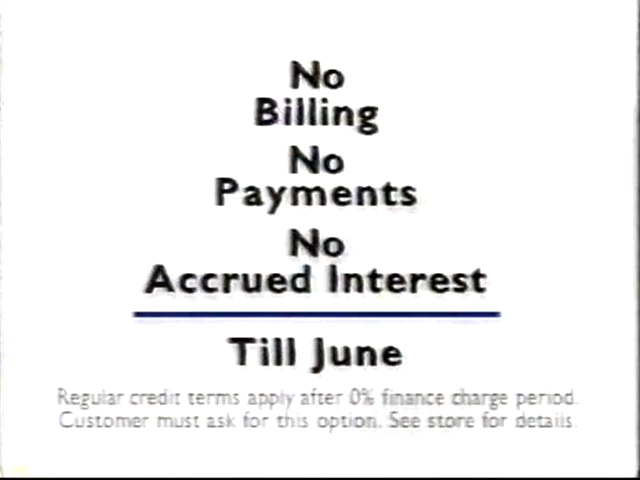 No
Billing
No
Payments
No
Accrued Interest
Till June
Regular credit terms apply after 0% finance charge period.
Customer must ask for this option. See store for details.